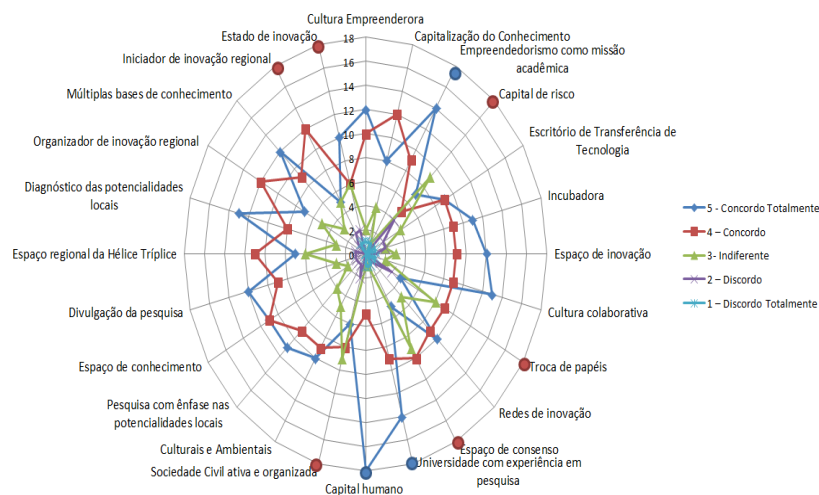 Cultura Empreenderora
Estado de inovação
Capitalização do Conhecimento
Iniciador de inovação regional
Empreendedorismo como missão
acadêmica
Múltiplas bases de conhecimento
Capital de risco
Organizador de inovação regional
Escritório de Transferência de
Tecnologia
Diagnóstico das potencialidades
locais
Incubadora
Espaço regional da Hélice Tríplice
Espaço de inovação
Divulgação da pesquisa
Cultura colaborativa
Espaço de conhecimento
Troca de papéis
Pesquisa com ênfase nas
potencialidades locais
Redes de inovação
Culturais e Ambientais
Espaço de consenso
Sociedade Civil ativa e organizada
Universidade com experiência em
pesquisa
Capital humano
18
16
14
12
10
8
6
4
2
0
5 - Concordo Totalmente
4 – Concordo
3- Indiferente
2 – Discordo
1 – Discordo Totalmente